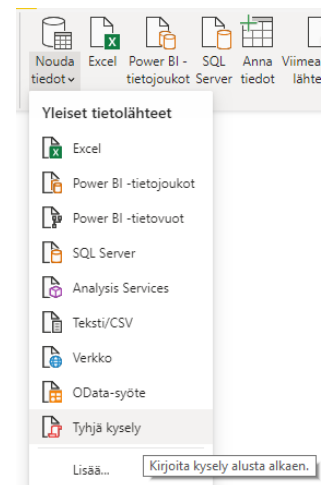 Nouda Excel Power BI - SQL Anna Viimea
tiedot tietojoukot Server tiedot lähte
Yleiset tietolähteet
Excel
Power BI -tietojoukot
Power BI -tietovuot
SQL Server
Analysis Services
Teksti/CSV
Verkko
OData-syöte
Tyhjä kysely
Lisää...
Kirjoita kysely alusta alkaen.